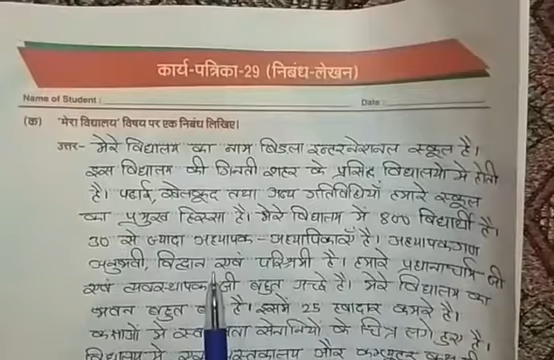 कार्य-पत्रिका-29 (निबंध-लेखन)
Name of Student : Date :
(क) 'मेरा विद्यालय' विषय पर एक निबंध लिखिए।
उत्तर- मेरे विद्यालय का नाम बिडला इन्टरनेशनल स्कूल है।
इस विद्यालय की गिनती शहर के प्रसिद्ध विद्यालयों में होती
है। पढाई, खेलकूद तथा अन्य गतिविधियाँ हमारे स्कूल
का प्रमुख हिस्सा है। मेरे विद्यालय में 800 विद्यार्थी है।
30 से ज्यादा अध्यापक-अध्यापिकाएँ है। अध्यापकगण
अनुभवी, विद्वान एवं परिश्रमी है। हमारे प्रधानाचार्य जी
एवं व्यवस्थापक जी बहुत अच्छे है। मेरे विद्यालय का
भवन बहुत है। इसमें 25 हवादार कमरे है।
कक्षाओं में सेनानियों के चित्र लगे हुए है।
विद्यालय में और